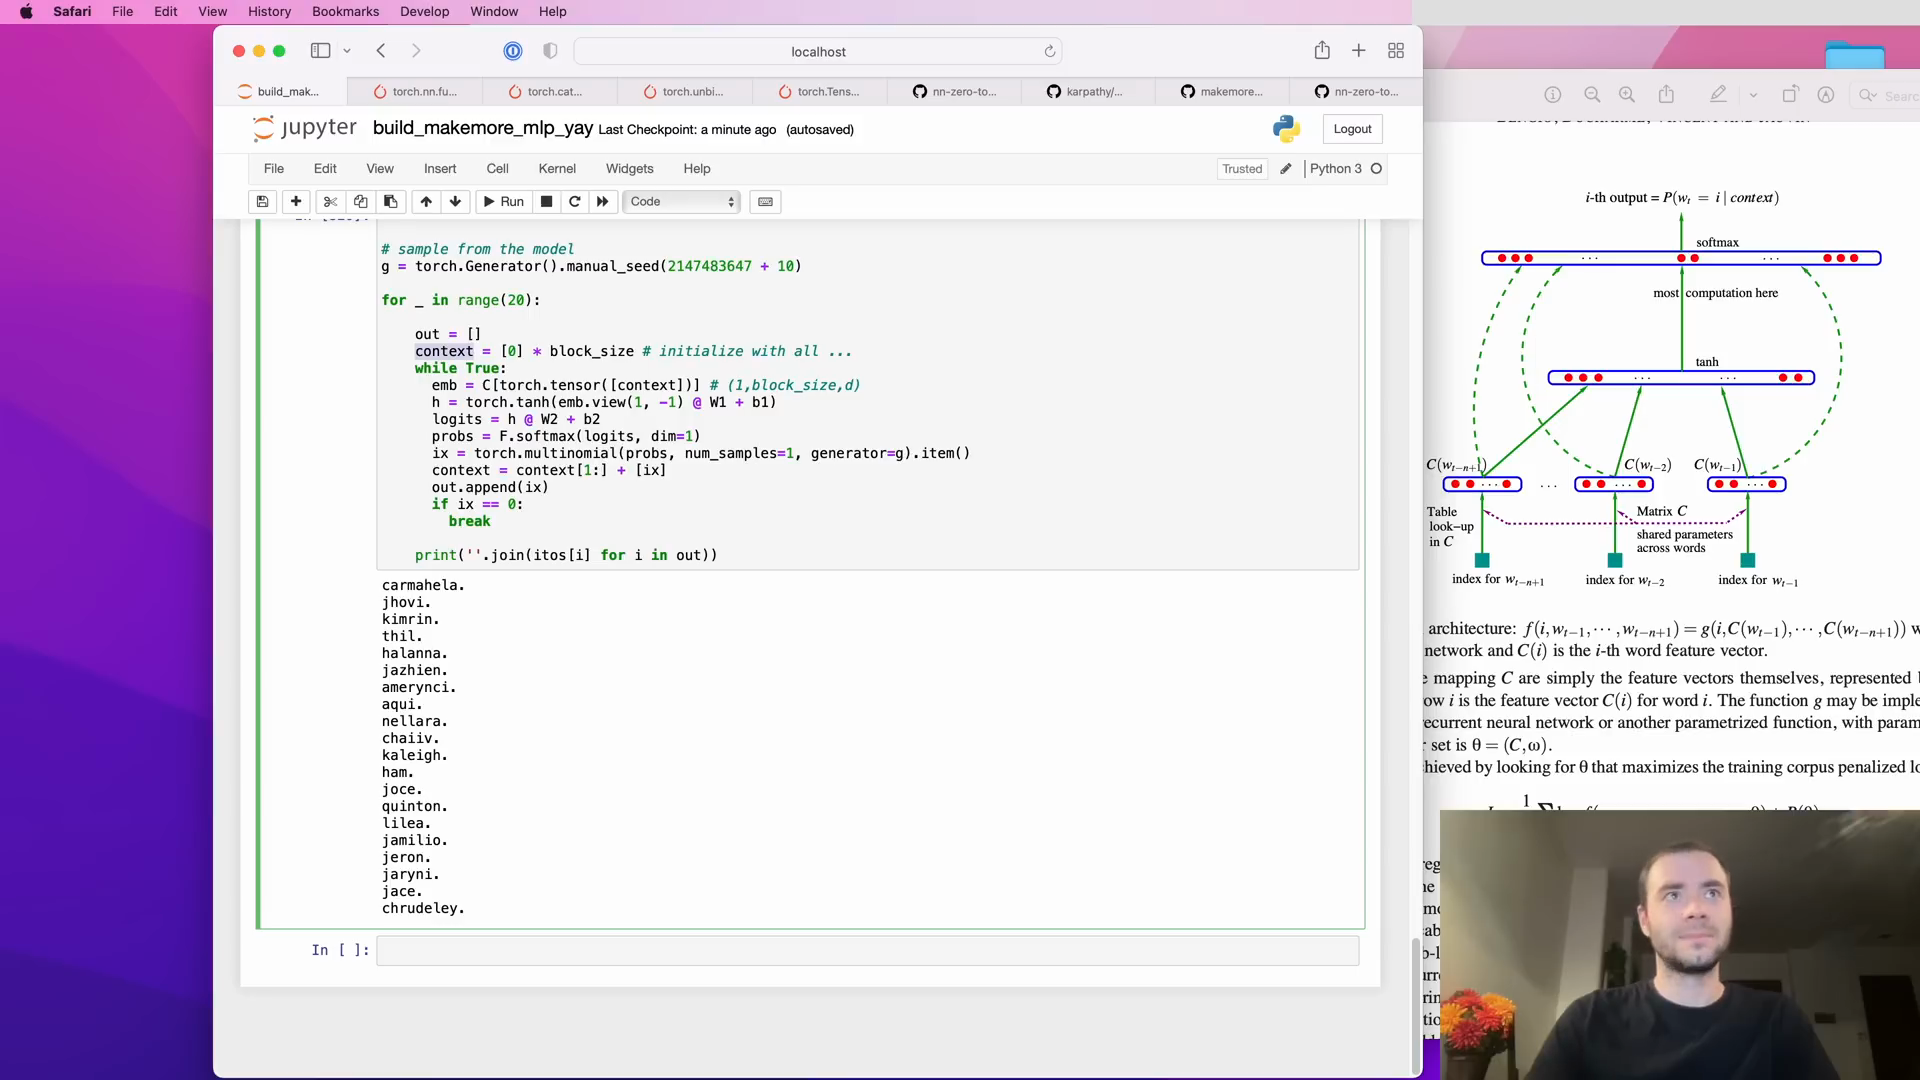 Safari File Edit View History Bookmarks Develop Window Help
localhost
build_mak... torch.nn.fu... torch.cat... torch.unbi... torch.Tens... nn-zero-to... karpathy/... makemore... nn-zero-to...
jupyter build_makemore_mlp_yay Last Checkpoint: a minute ago (autosaved) Logout
File Edit View Insert Cell Kernel Widgets Help Trusted Python 3
Run Code
# sample from the model
g = torch.Generator().manual_seed(2147483647 + 10)
for _ in range(20):
out = []
context = [0] * block_size # initialize with all ...
while True:
emb = C[torch.tensor([context])] # (1,block_size,d)
h = torch.tanh(emb.view(1, -1) @ W1 + b1)
logits = h @ W2 + b2
probs = F.softmax(logits, dim=1)
ix = torch.multinomial(probs, num_samples=1, generator=g).item()
context = context[1:] + [ix]
out.append(ix)
if ix == 0:
break
print(''.join(itos[i] for i in out))
carmahela.
jhovi.
kimrin.
thil.
halanna.
jazhien.
amerynci.
aqui.
nellara.
chaiiv.
kaleigh.
ham.
joce.
quinton.
lilea.
jamilio.
jeron.
jaryni.
jace.
chrudeley.
In [ ]:
Search
i-th output = P(w_t = i | context)
softmax
. . . . . .
most computation here
tanh
. . . . . .
C(w_{t−n+1}) C(w_{t−2}) C(w_{t−1})
. . . . . . . . . . . .
Table
look−up
in C
Matrix C
shared parameters
across words
index for w_{t−n+1} index for w_{t−2} index for w_{t−1}
architecture: f(i,w_{t−1},··· ,w_{t−n+1}) = g(i,C(w_{t−1}),··· ,C(w_{t−n+1})) w
network and C(i) is the i-th word feature vector.
mapping C are simply the feature vectors themselves, represented
ow i is the feature vector C(i) for word i. The function g may be imple
ecurrent neural network or another parametrized function, with param
set is θ = (C,ω).
hieved by looking for θ that maximizes the training corpus penalized lo